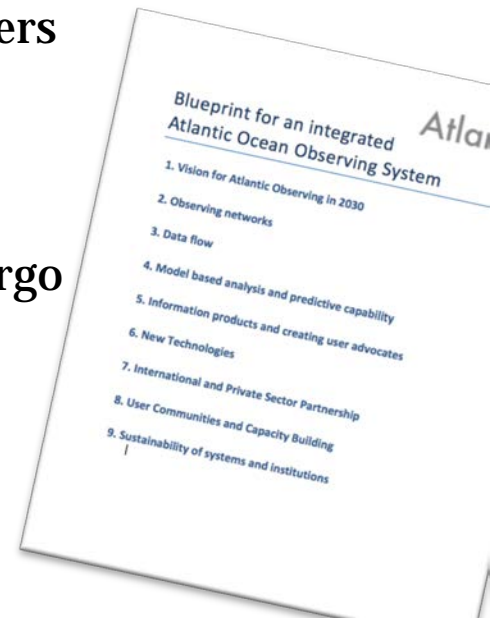 ers
rgo
Atla
Blueprint for an integrated
Atlantic Ocean Observing System
1. Vision for Atlantic Observing in 2030
2. Observing networks
3. Data flow
4. Model based analysis and predictive capability
5. Information products and creating user advocates
6. New Technologies
7. International and Private Sector Partnership
8. User Communities and Capacity Building
9. Sustainability of systems and institutions